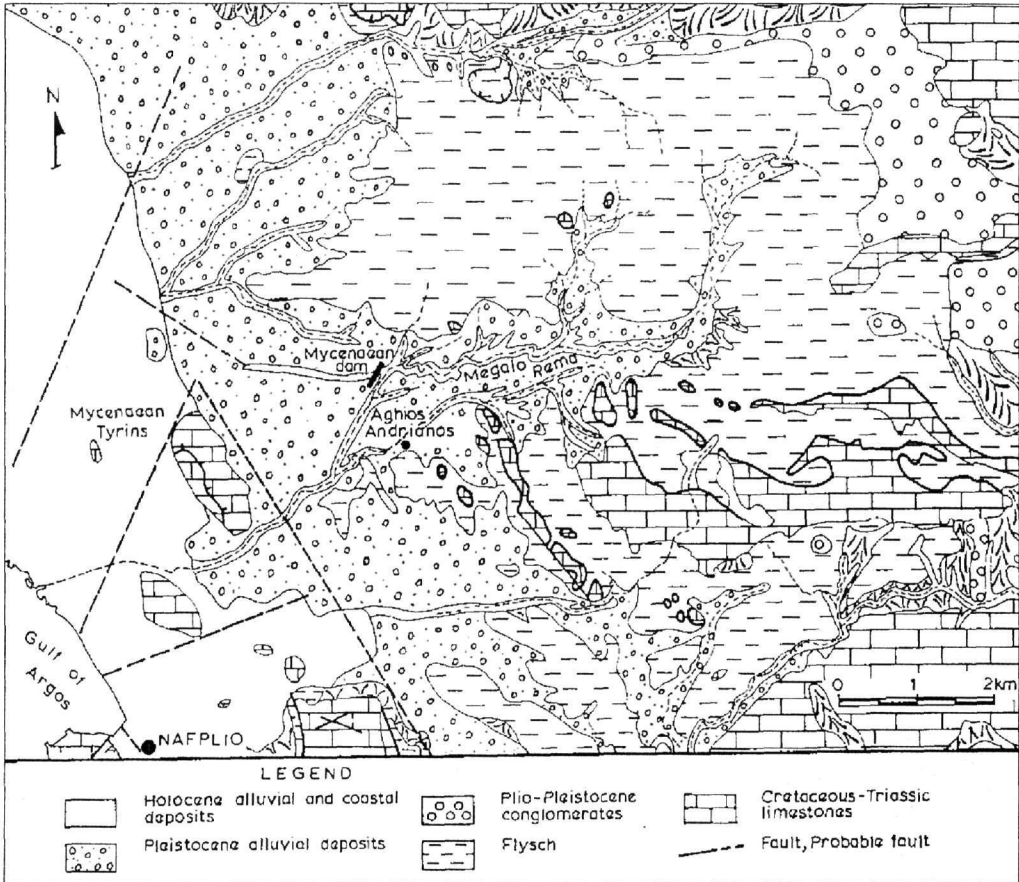 N
Mycenaean
dam
Megalo Rema
Mycenaean
Tyrins
Aghios
Andrianos
Gulf of
Argos
0 1 2km
NAFPLIO
LEGEND
Holocene alluvial and coastal
deposits
Pleistocene alluvial deposits
Plio-Pleistocene
conglomerates
Flysch
Cretaceous-Triassic
limestones
Fault, Probable fault